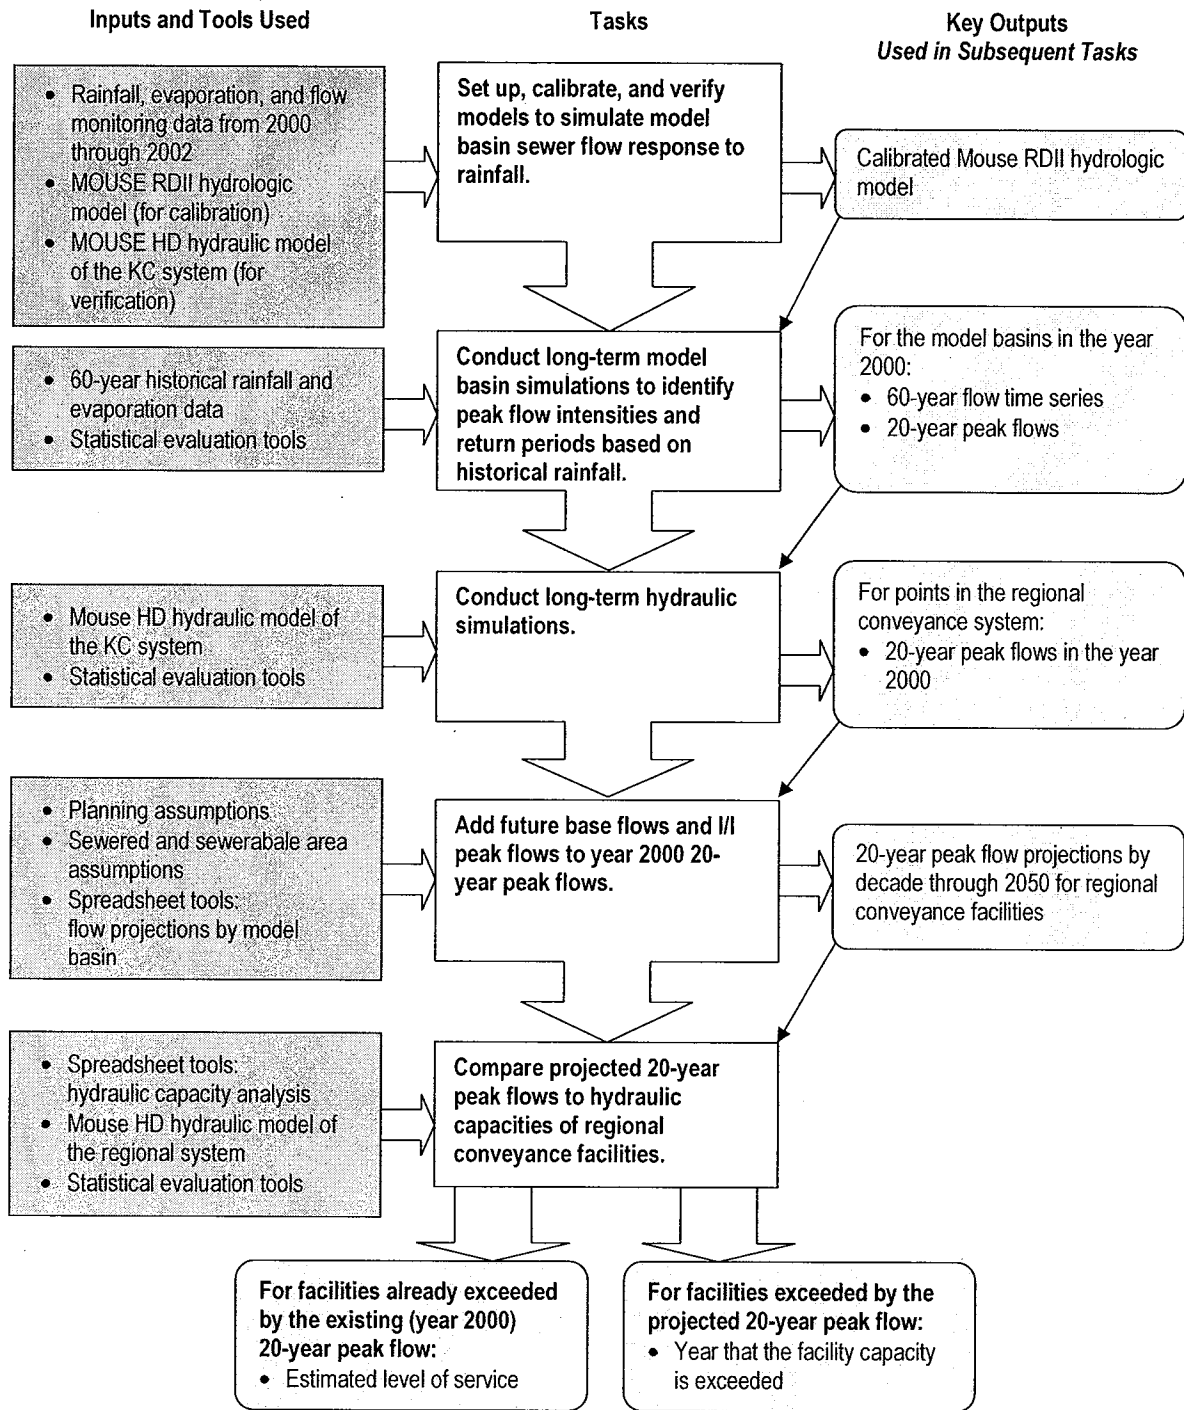 Inputs and Tools Used
Tasks
Key Outputs
Used in Subsequent Tasks
• Rainfall, evaporation, and flow
monitoring data from 2000
through 2002
• MOUSE RDII hydrologic
model (for calibration)
• MOUSE HD hydraulic model
of the KC system (for
verification)
Set up, calibrate, and verify
models to simulate model
basin sewer flow response to
rainfall.
Calibrated Mouse RDII hydrologic
model
• 60-year historical rainfall and
evaporation data
• Statistical evaluation tools
Conduct long-term model
basin simulations to identify
peak flow intensities and
return periods based on
historical rainfall.
For the model basins in the year
2000:
• 60-year flow time series
• 20-year peak flows
• Mouse HD hydraulic model of
the KC system
• Statistical evaluation tools
Conduct long-term hydraulic
simulations.
For points in the regional
conveyance system:
• 20-year peak flows in the year
2000
• Planning assumptions
• Sewered and sewerabale area
assumptions
• Spreadsheet tools:
flow projections by model
basin
Add future base flows and I/I
peak flows to year 2000 20-
year peak flows.
20-year peak flow projections by
decade through 2050 for regional
conveyance facilities
• Spreadsheet tools:
hydraulic capacity analysis
• Mouse HD hydraulic model of
the regional system
• Statistical evaluation tools
Compare projected 20-year
peak flows to hydraulic
capacities of regional
conveyance facilities.
For facilities already exceeded
by the existing (year 2000)
20-year peak flow:
• Estimated level of service
For facilities exceeded by the
projected 20-year peak flow:
• Year that the facility capacity
is exceeded